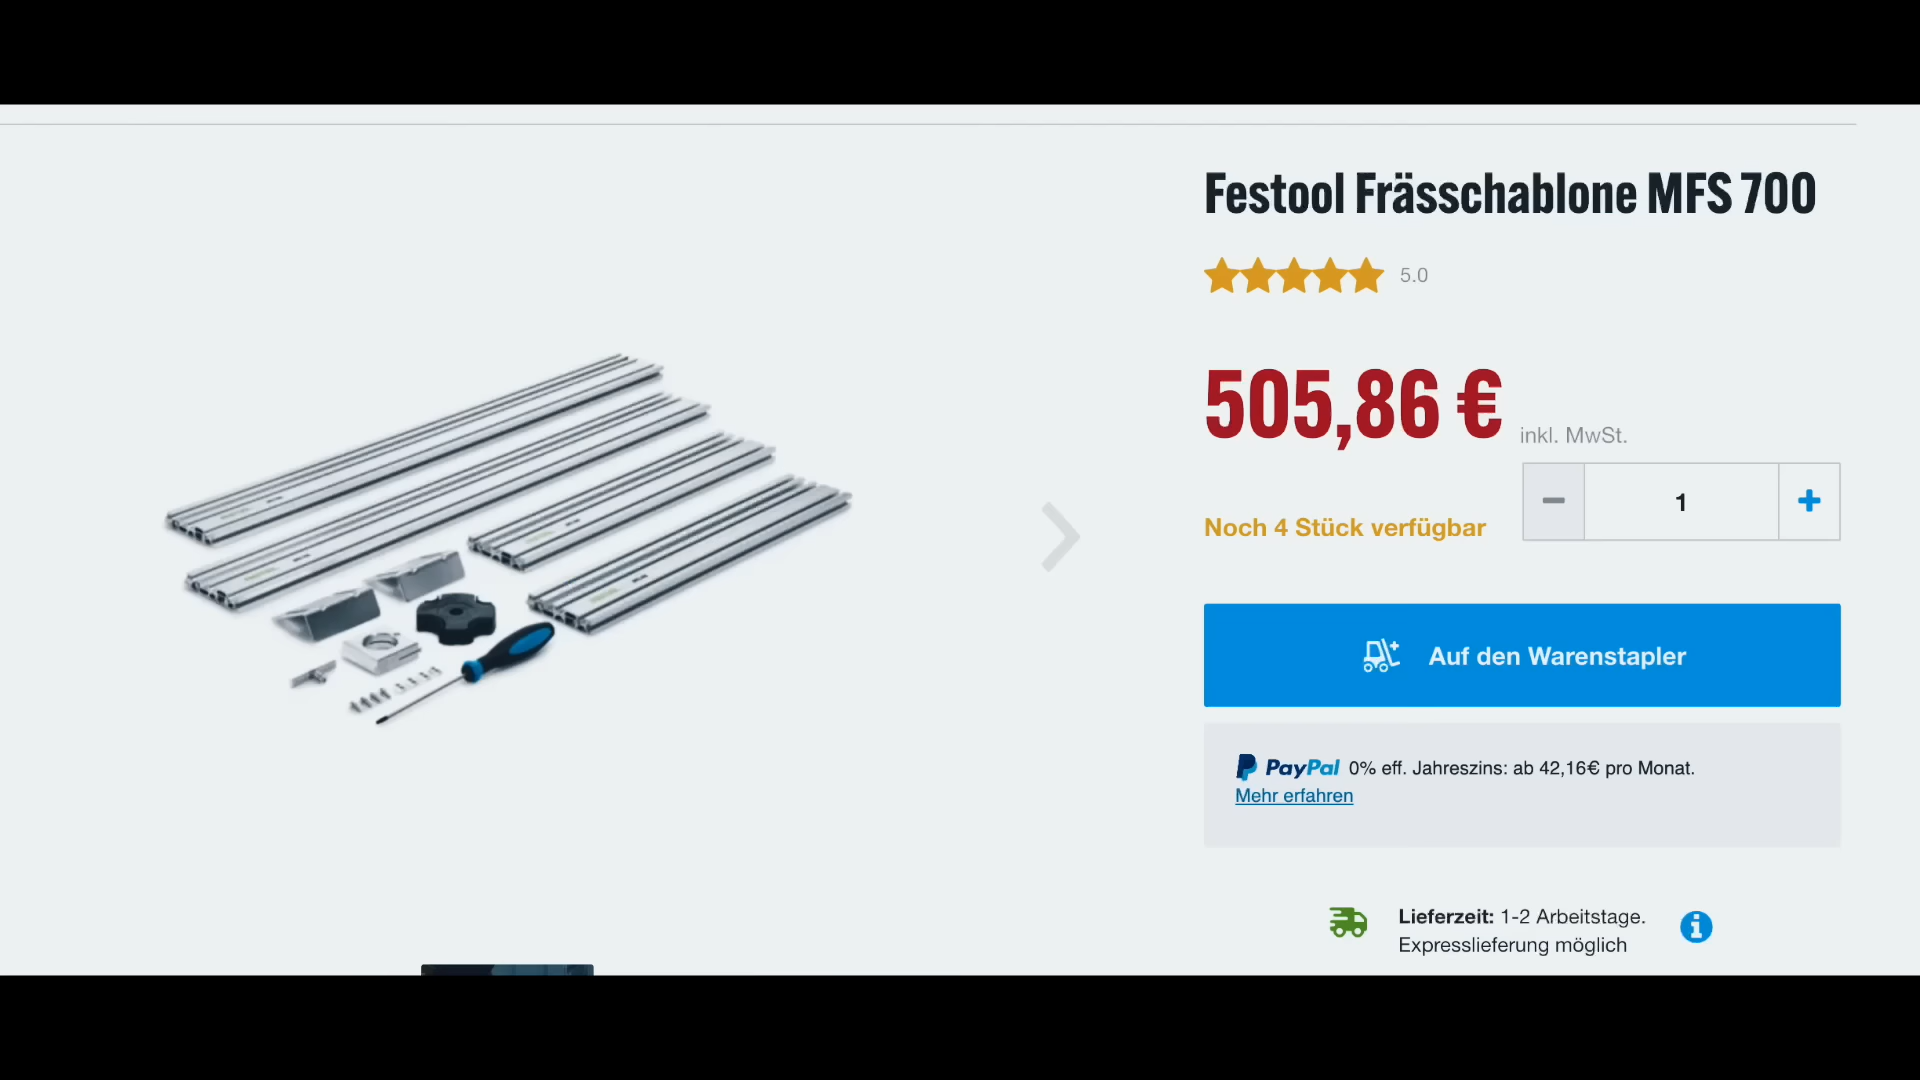 Festool Frässchablone MFS 700
5.0
505,86 € inkl. MwSt.
Noch 4 Stück verfügbar
1
Auf den Warenstapler
PayPal 0% eff. Jahreszins: ab 42,16€ pro Monat.
Mehr erfahren
Lieferzeit: 1-2 Arbeitstage.
Expresslieferung möglich